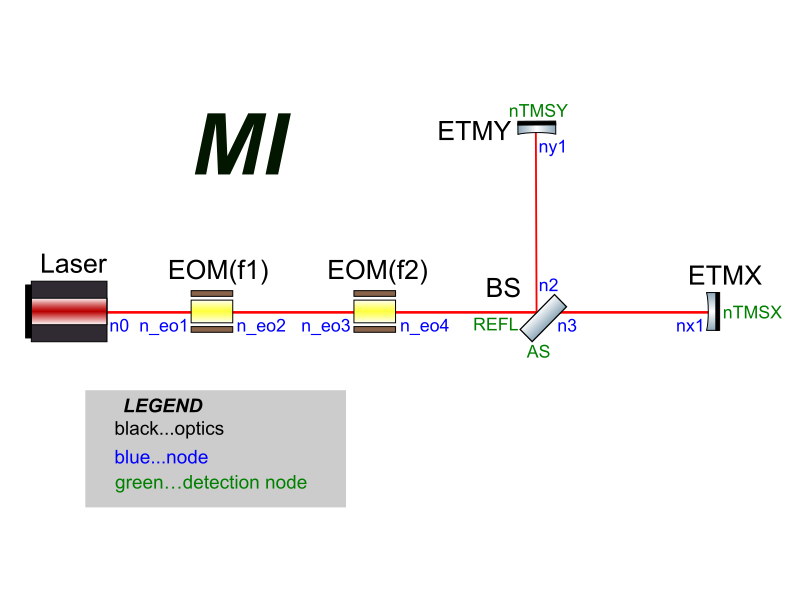 MI
nTMSY
ETMY
ny1
Laser
EOM(f1)
EOM(f2)
BS
n2
ETMX
n0
n_eo1
n_eo2
n_eo3
n_eo4
REFL
n3
nx1
nTMSX
AS
LEGEND
black...optics
blue...node
green…detection node